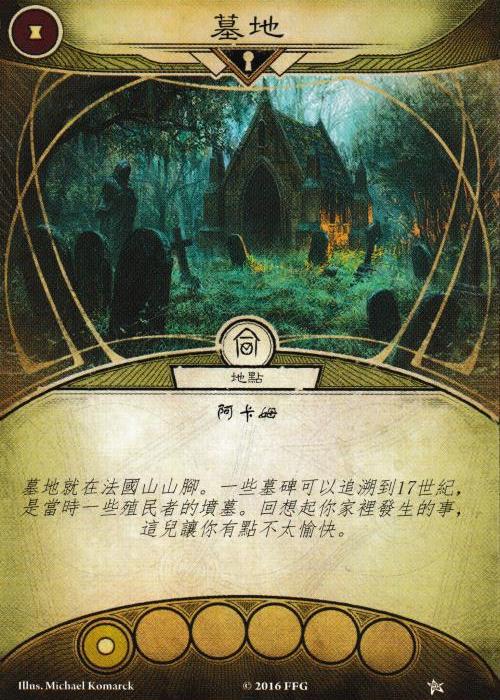 墓地
地點
阿卡姆
墓地就在法國山山腳。一些墓碑可以追溯到17世紀，
是當時一些殖民者的墳墓。回想起你家裡發生的事，
這兒讓你有點不太愉快。
Illus. Michael Komarck
© 2016 FFG